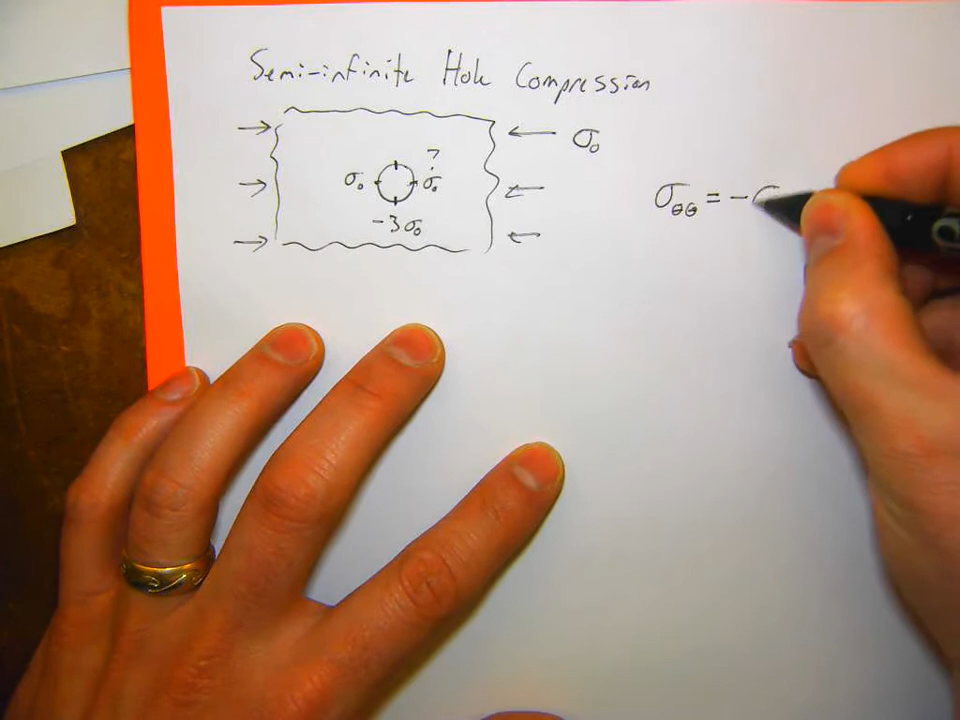 Semi-infinite Hole Compression
σ₀
?
σ₀ σ₀
-3σ₀
σθθ = -